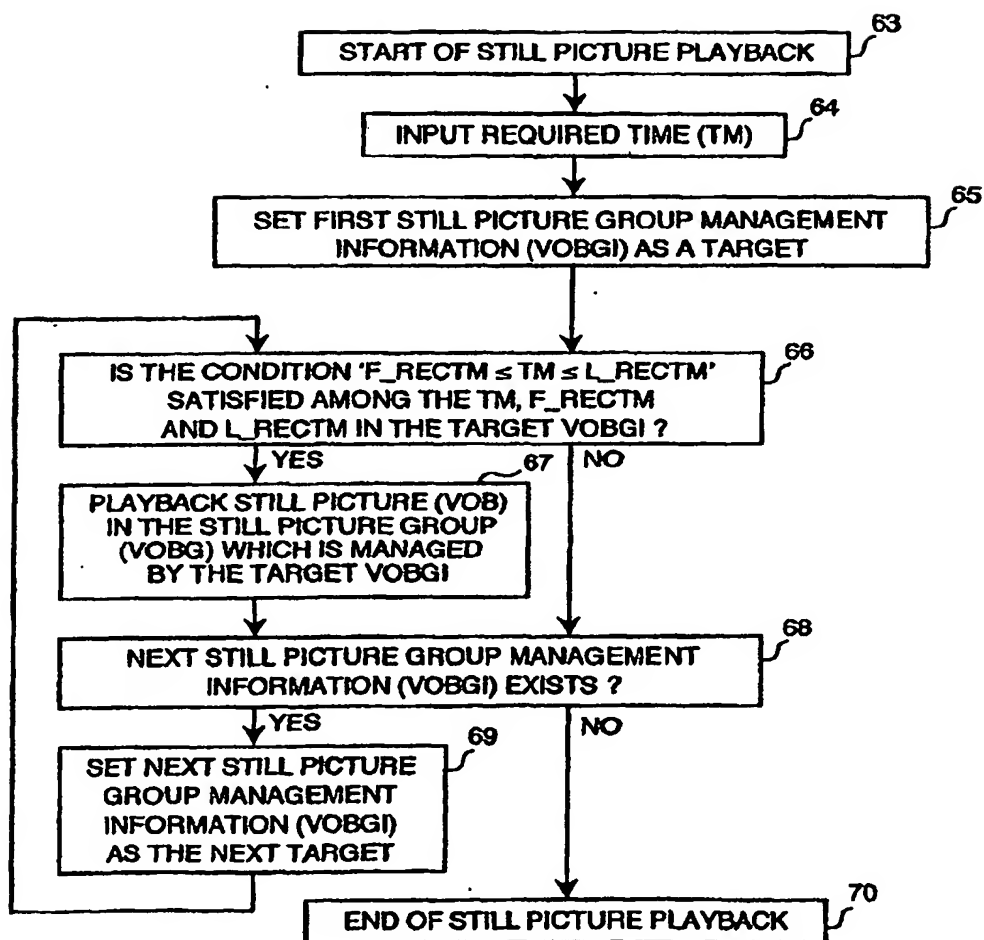 63
START OF STILL PICTURE PLAYBACK
64
INPUT REQUIRED TIME (TM)
65
SET FIRST STILL PICTURE GROUP MANAGEMENT
INFORMATION (VOBGI) AS A TARGET
66
IS THE CONDITION 'F_RECTM ≤ TM ≤ L_RECTM'
SATISFIED AMONG THE TM, F_RECTM
AND L_RECTM IN THE TARGET VOBGI ?
YES
NO
67
PLAYBACK STILL PICTURE (VOB)
IN THE STILL PICTURE GROUP
(VOBG) WHICH IS MANAGED
BY THE TARGET VOBGI
68
NEXT STILL PICTURE GROUP MANAGEMENT
INFORMATION (VOBGI) EXISTS ?
YES
NO
69
SET NEXT STILL PICTURE
GROUP MANAGEMENT
INFORMATION (VOBGI)
AS THE NEXT TARGET
70
END OF STILL PICTURE PLAYBACK